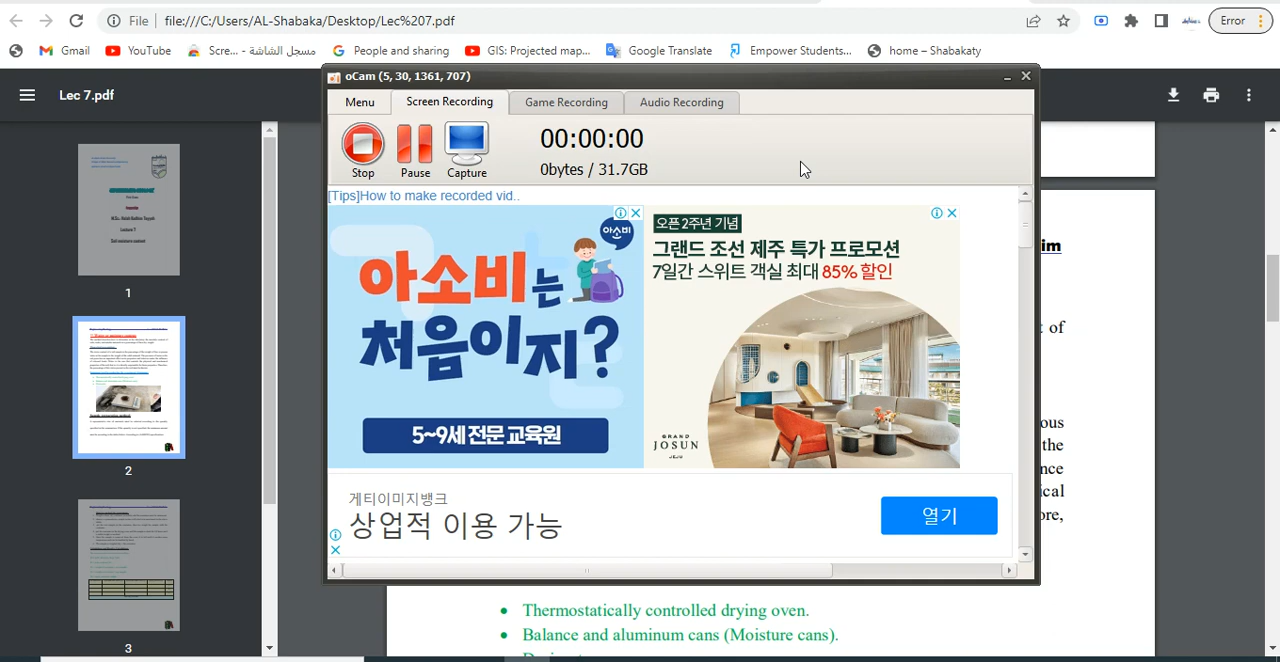 File
file:///C:/Users/AL-Shabaka/Desktop/Lec%207.pdf
Error
Gmail
YouTube
Scre... - مسجل الشاشة
People and sharing
GIS: Projected map...
Google Translate
Empower Students...
home – Shabakaty
Lec 7.pdf
oCam (5, 30, 1361, 707)
Menu
Screen Recording
Game Recording
Audio Recording
Stop
Pause
Capture
00:00:00
0bytes / 31.7GB
[Tips]How to make recorded vid..
아소비
아소비는
처음이지?
5~9세 전문 교육원
오픈 2주년 기념
그랜드 조선 제주 특가 프로모션
7일간 스위트 객실 최대 85% 할인
GRAND
JOSUN
JEJU
게티이미지뱅크
상업적 이용 가능
열기
im
t of
ous
the
nce
ical
ore,
• Thermostatically controlled drying oven.
• Balance and aluminum cans (Moisture cans).
1
2
3